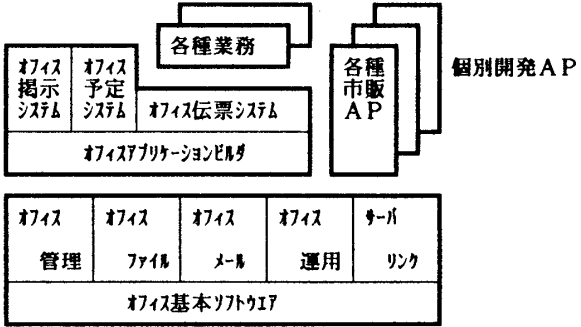 各種業務
個別開発AP
オフィス
掲示
システム
オフィス
予定
システム
オフィス伝票システム
各種
市販
AP
オフィスアプリケーションビルダ
オフィス
管理
オフィス
ファイル
オフィス
メール
オフィス
運用
サーバ
リンク
オフィス基本ソフトウエア